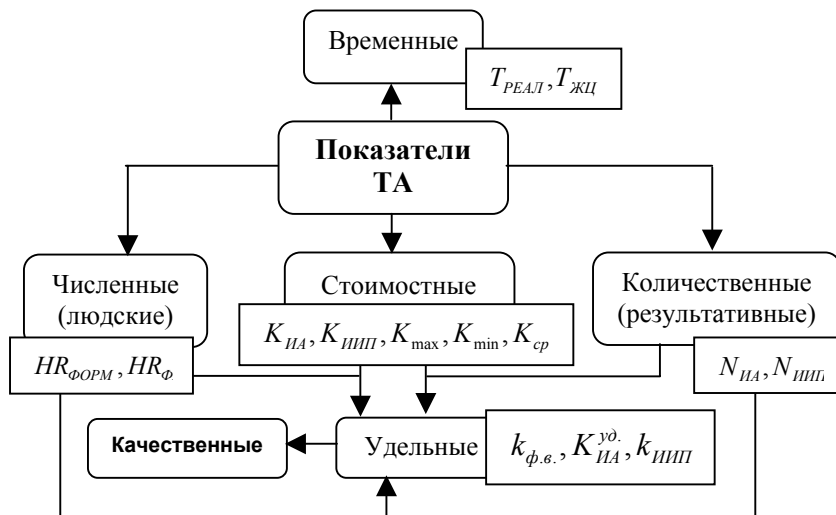 Временные
T_РЕАЛ, T_ЖЦ
Показатели
ТА
Численные
(людские)
HR_ФОРМ, HR_Ф.
Стоимостные
K_ИА, K_ИИП, K_max, K_min, K_ср
Количественные
(результативные)
N_ИА, N_ИИП
Качественные
Удельные
k_ф.в., K_ИА^уд., k_ИИП